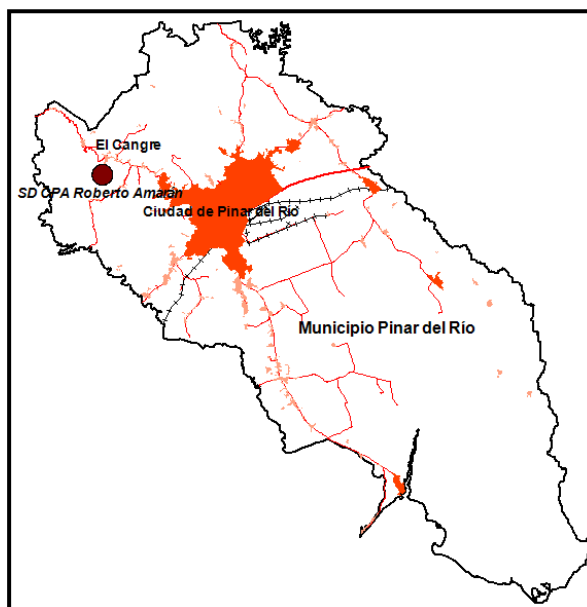 El Cangre
SD CPA Roberto Amarán
Ciudad de Pinar del Río
Municipio Pinar del Río